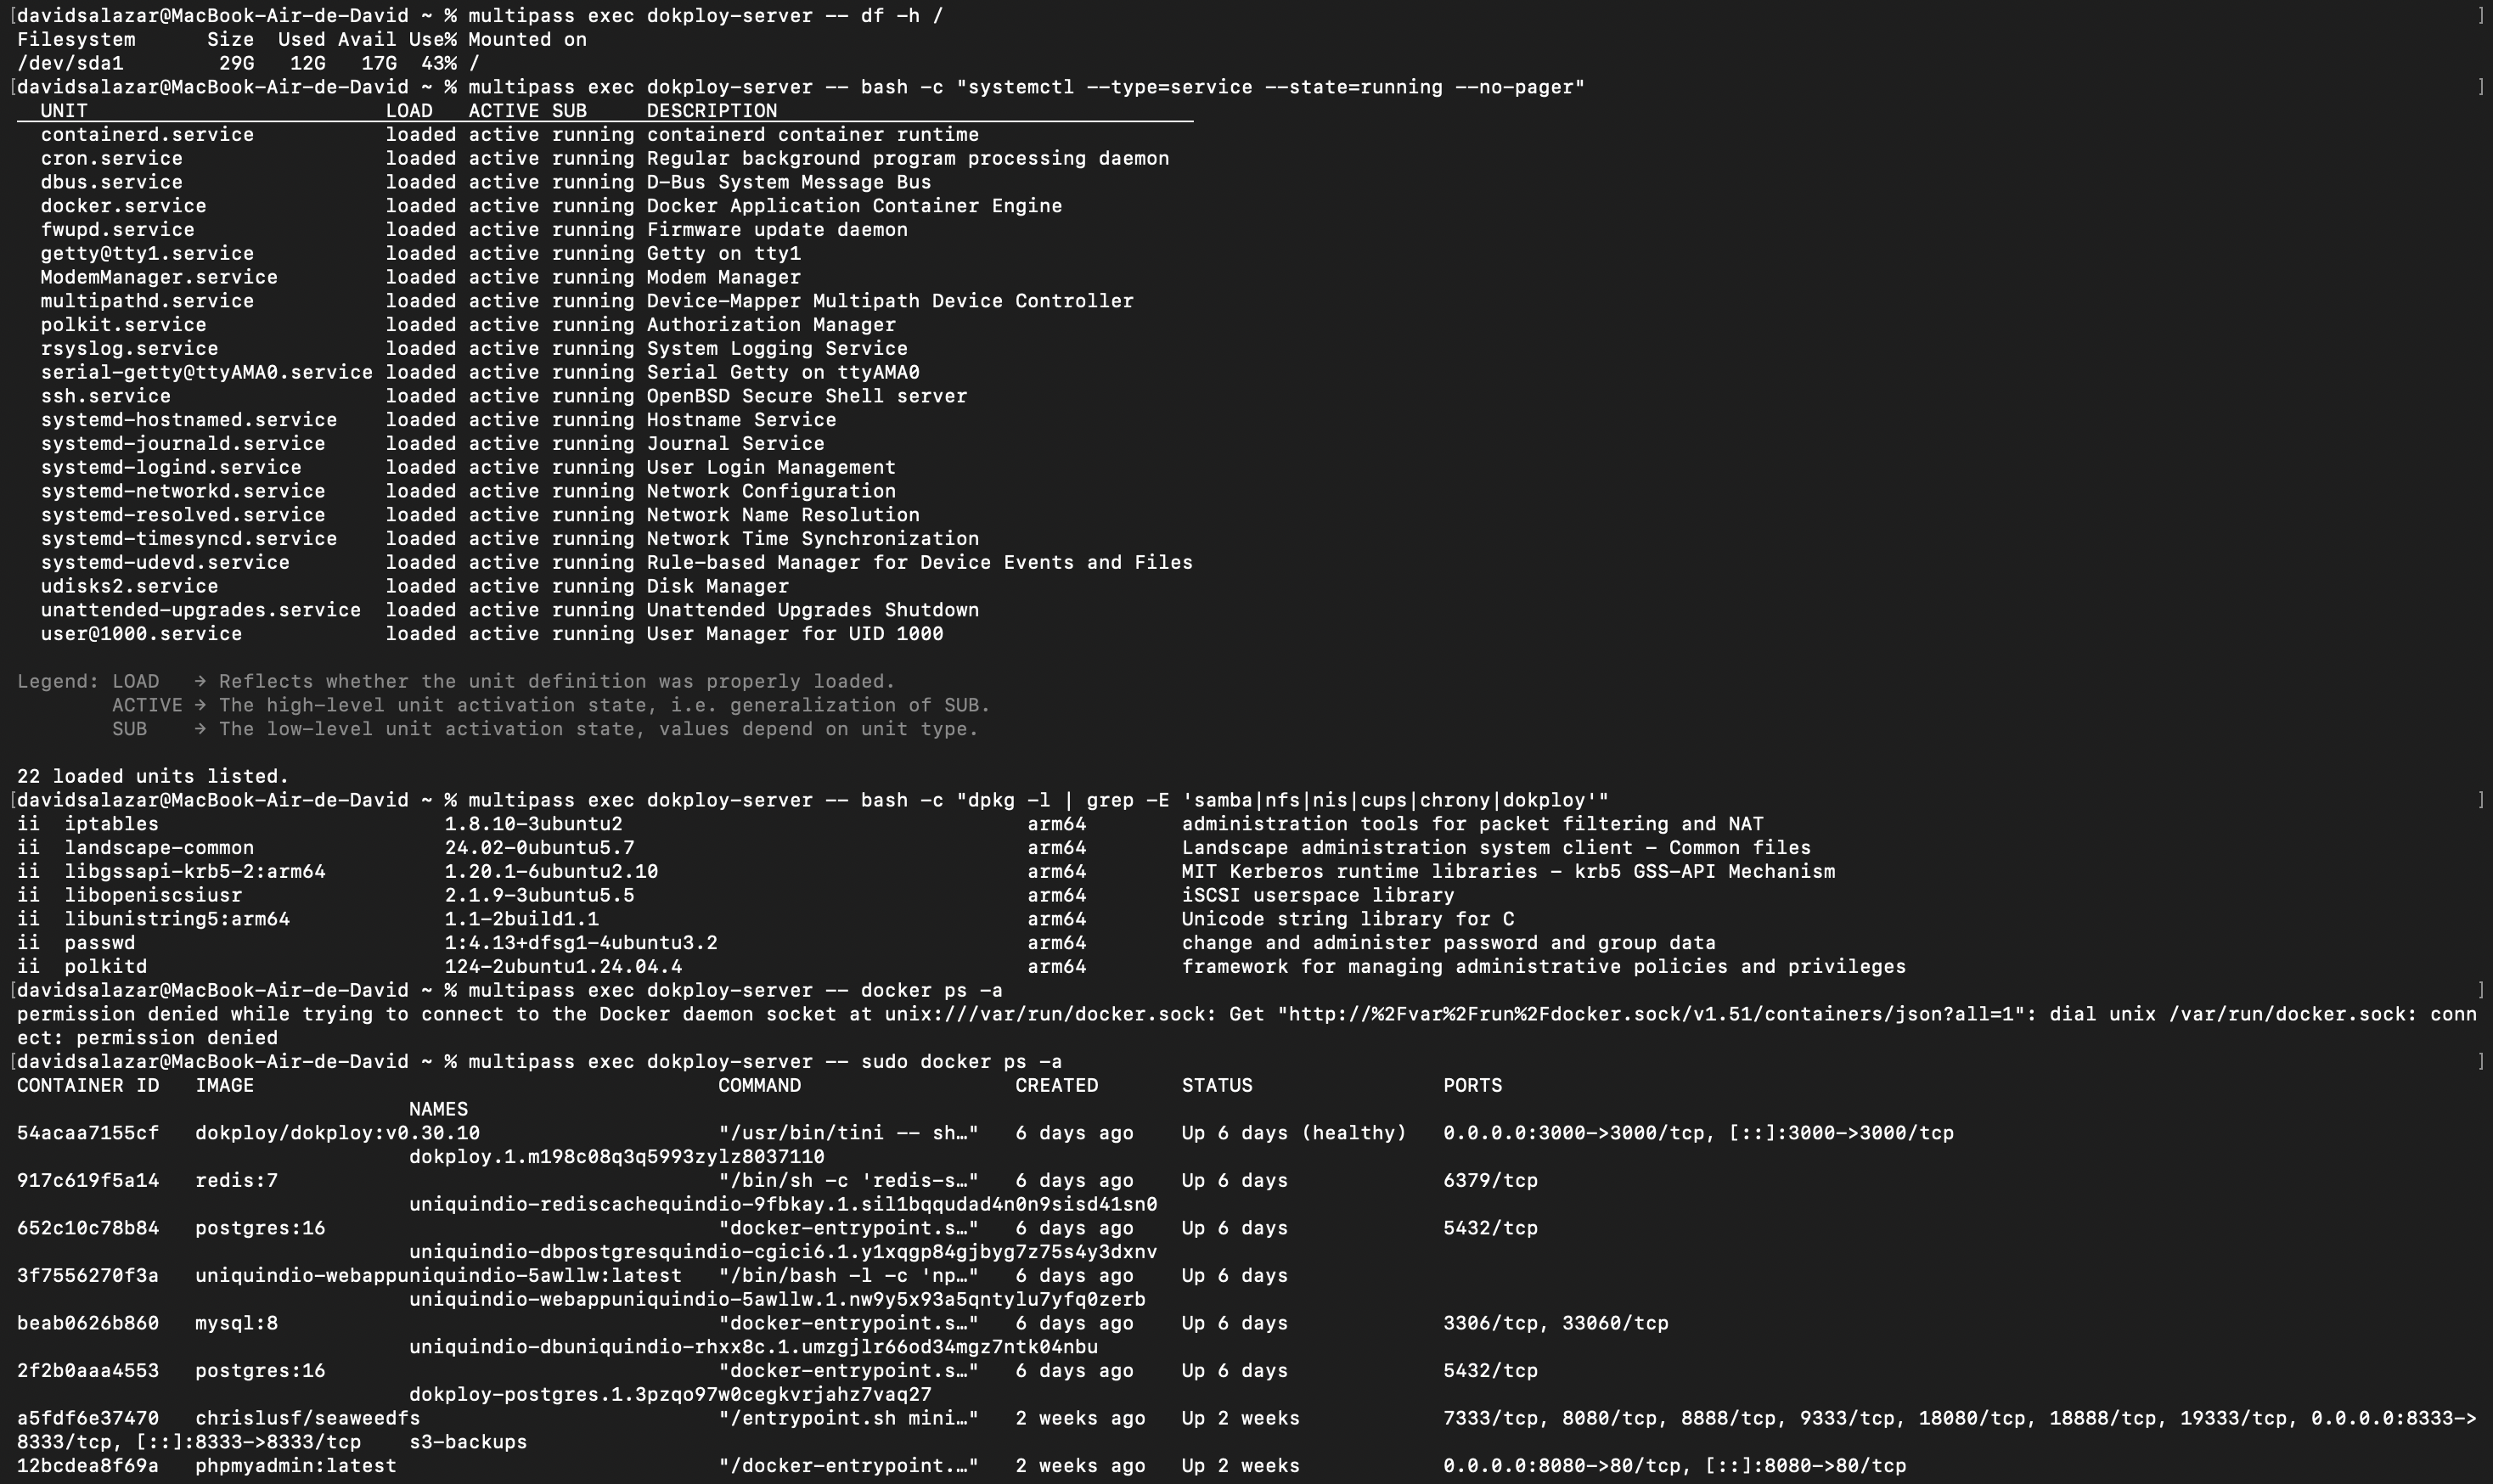 [davidsalazar@MacBook-Air-de-David ~ % multipass exec dokploy-server -- df -h / ]
Filesystem      Size  Used Avail Use% Mounted on
/dev/sda1        29G   12G   17G  43% /
[davidsalazar@MacBook-Air-de-David ~ % multipass exec dokploy-server -- bash -c "systemctl --type=service --state=running --no-pager" ]
  UNIT                         LOAD   ACTIVE SUB     DESCRIPTION
  containerd.service           loaded active running containerd container runtime
  cron.service                 loaded active running Regular background program processing daemon
  dbus.service                 loaded active running D-Bus System Message Bus
  docker.service               loaded active running Docker Application Container Engine
  fwupd.service                loaded active running Firmware update daemon
  getty@tty1.service           loaded active running Getty on tty1
  ModemManager.service         loaded active running Modem Manager
  multipathd.service           loaded active running Device-Mapper Multipath Device Controller
  polkit.service               loaded active running Authorization Manager
  rsyslog.service              loaded active running System Logging Service
  serial-getty@ttyAMA0.service loaded active running Serial Getty on ttyAMA0
  ssh.service                  loaded active running OpenBSD Secure Shell server
  systemd-hostnamed.service    loaded active running Hostname Service
  systemd-journald.service     loaded active running Journal Service
  systemd-logind.service       loaded active running User Login Management
  systemd-networkd.service     loaded active running Network Configuration
  systemd-resolved.service     loaded active running Network Name Resolution
  systemd-timesyncd.service    loaded active running Network Time Synchronization
  systemd-udevd.service        loaded active running Rule-based Manager for Device Events and Files
  udisks2.service              loaded active running Disk Manager
  unattended-upgrades.service  loaded active running Unattended Upgrades Shutdown
  user@1000.service            loaded active running User Manager for UID 1000
Legend: LOAD   → Reflects whether the unit definition was properly loaded.
        ACTIVE → The high-level unit activation state, i.e. generalization of SUB.
        SUB    → The low-level unit activation state, values depend on unit type.
22 loaded units listed.
[davidsalazar@MacBook-Air-de-David ~ % multipass exec dokploy-server -- bash -c "dpkg -l | grep -E 'samba|nfs|nis|cups|chrony|dokploy'" ]
ii  iptables                        1.8.10-3ubuntu2                   arm64        administration tools for packet filtering and NAT
ii  landscape-common                24.02-0ubuntu5.7                  arm64        Landscape administration system client - Common files
ii  libgssapi-krb5-2:arm64          1.20.1-6ubuntu2.10                arm64        MIT Kerberos runtime libraries - krb5 GSS-API Mechanism
ii  libopeniscsiusr                 2.1.9-3ubuntu5.5                  arm64        iSCSI userspace library
ii  libunistring5:arm64             1.1-2build1.1                     arm64        Unicode string library for C
ii  passwd                          1:4.13+dfsg1-4ubuntu3.2           arm64        change and administer password and group data
ii  polkitd                         124-2ubuntu1.24.04.4              arm64        framework for managing administrative policies and privileges
[davidsalazar@MacBook-Air-de-David ~ % multipass exec dokploy-server -- docker ps -a ]
permission denied while trying to connect to the Docker daemon socket at unix:///var/run/docker.sock: Get "http://%2Fvar%2Frun%2Fdocker.sock/v1.51/containers/json?all=1": dial unix /var/run/docker.sock: conn
ect: permission denied
[davidsalazar@MacBook-Air-de-David ~ % multipass exec dokploy-server -- sudo docker ps -a ]
CONTAINER ID   IMAGE                                       COMMAND                  CREATED       STATUS                PORTS
                                 NAMES
54acaa7155cf   dokploy/dokploy:v0.30.10                    "/usr/bin/tini -- sh…"   6 days ago    Up 6 days (healthy)   0.0.0.0:3000->3000/tcp, [::]:3000->3000/tcp
                                 dokploy.1.m198c08q3q5993zylz8037110
917c619f5a14   redis:7                                     "/bin/sh -c 'redis-s…"   6 days ago    Up 6 days             6379/tcp
                                 uniquindio-rediscachequindio-9fbkay.1.sil1bqqudad4n0n9sisd41sn0
652c10c78b84   postgres:16                                 "docker-entrypoint.s…"   6 days ago    Up 6 days             5432/tcp
                                 uniquindio-dbpostgresquindio-cgici6.1.y1xqgp84gjbyg7z75s4y3dxnv
3f7556270f3a   uniquindio-webappuniquindio-5awllw:latest   "/bin/bash -l -c 'np…"   6 days ago    Up 6 days
                                 uniquindio-webappuniquindio-5awllw.1.nw9y5x93a5qntylu7yfq0zerb
beab0626b860   mysql:8                                     "docker-entrypoint.s…"   6 days ago    Up 6 days             3306/tcp, 33060/tcp
                                 uniquindio-dbuniquindio-rhxx8c.1.umzgjlr66od34mgz7ntk04nbu
2f2b0aaa4553   postgres:16                                 "docker-entrypoint.s…"   6 days ago    Up 6 days             5432/tcp
                                 dokploy-postgres.1.3pzqo97w0cegkvrjahz7vaq27
a5fdf6e37470   chrislusf/seaweedfs                         "/entrypoint.sh mini…"   2 weeks ago   Up 2 weeks            7333/tcp, 8080/tcp, 8888/tcp, 9333/tcp, 18080/tcp, 18888/tcp, 19333/tcp, 0.0.0.0:8333->
8333/tcp, [::]:8333->8333/tcp    s3-backups
12bcdea8f69a   phpmyadmin:latest                           "/docker-entrypoint.…"   2 weeks ago   Up 2 weeks            0.0.0.0:8080->80/tcp, [::]:8080->80/tcp